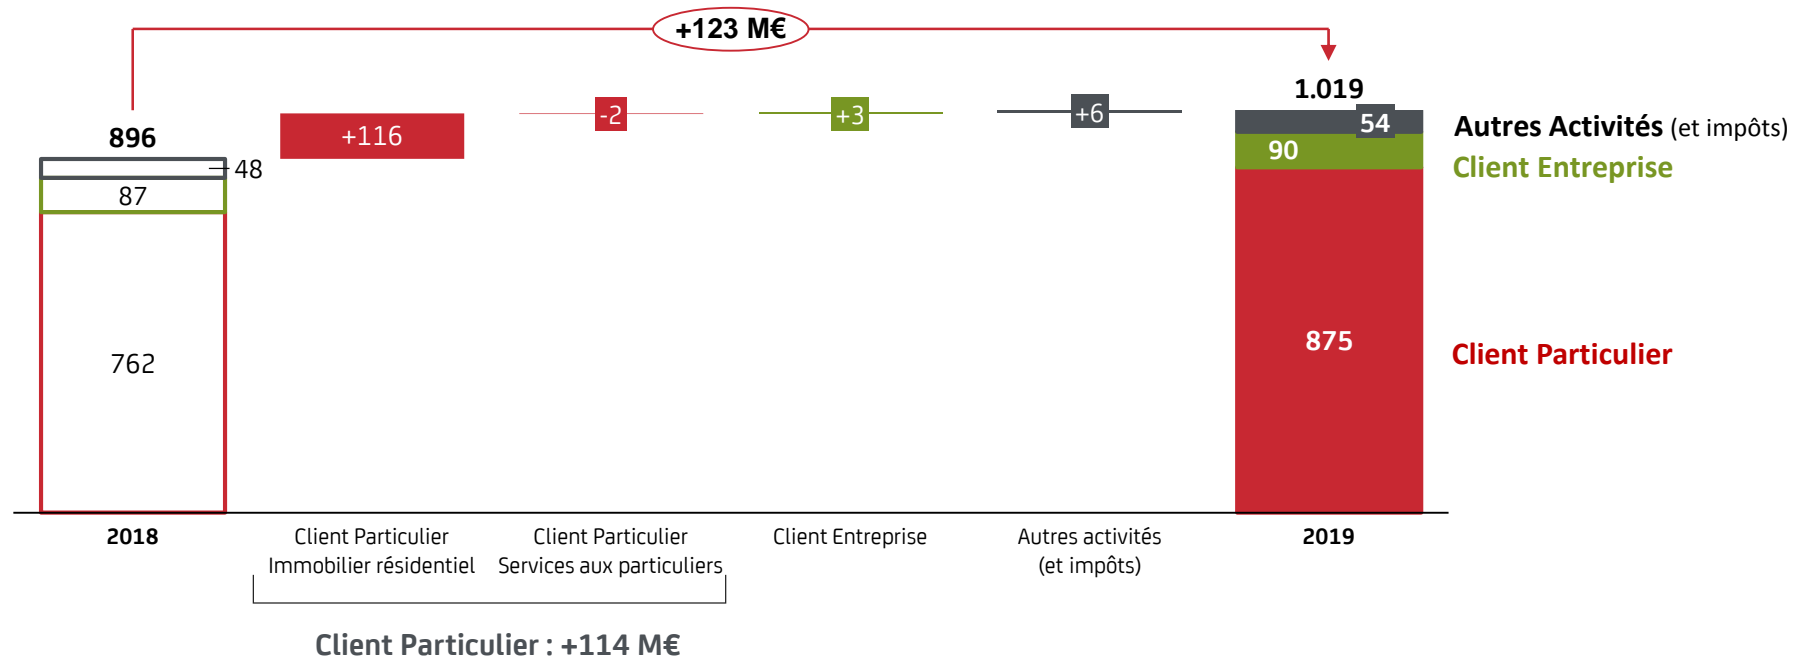 +123 M€
896
48
87
762
+116
-2
+3
+6
1.019
54
90
875
Autres Activités (et impôts)
Client Entreprise
Client Particulier
2018
Client Particulier
Immobilier résidentiel
Client Particulier
Services aux particuliers
Client Entreprise
Autres activités
(et impôts)
2019
Client Particulier : +114 M€